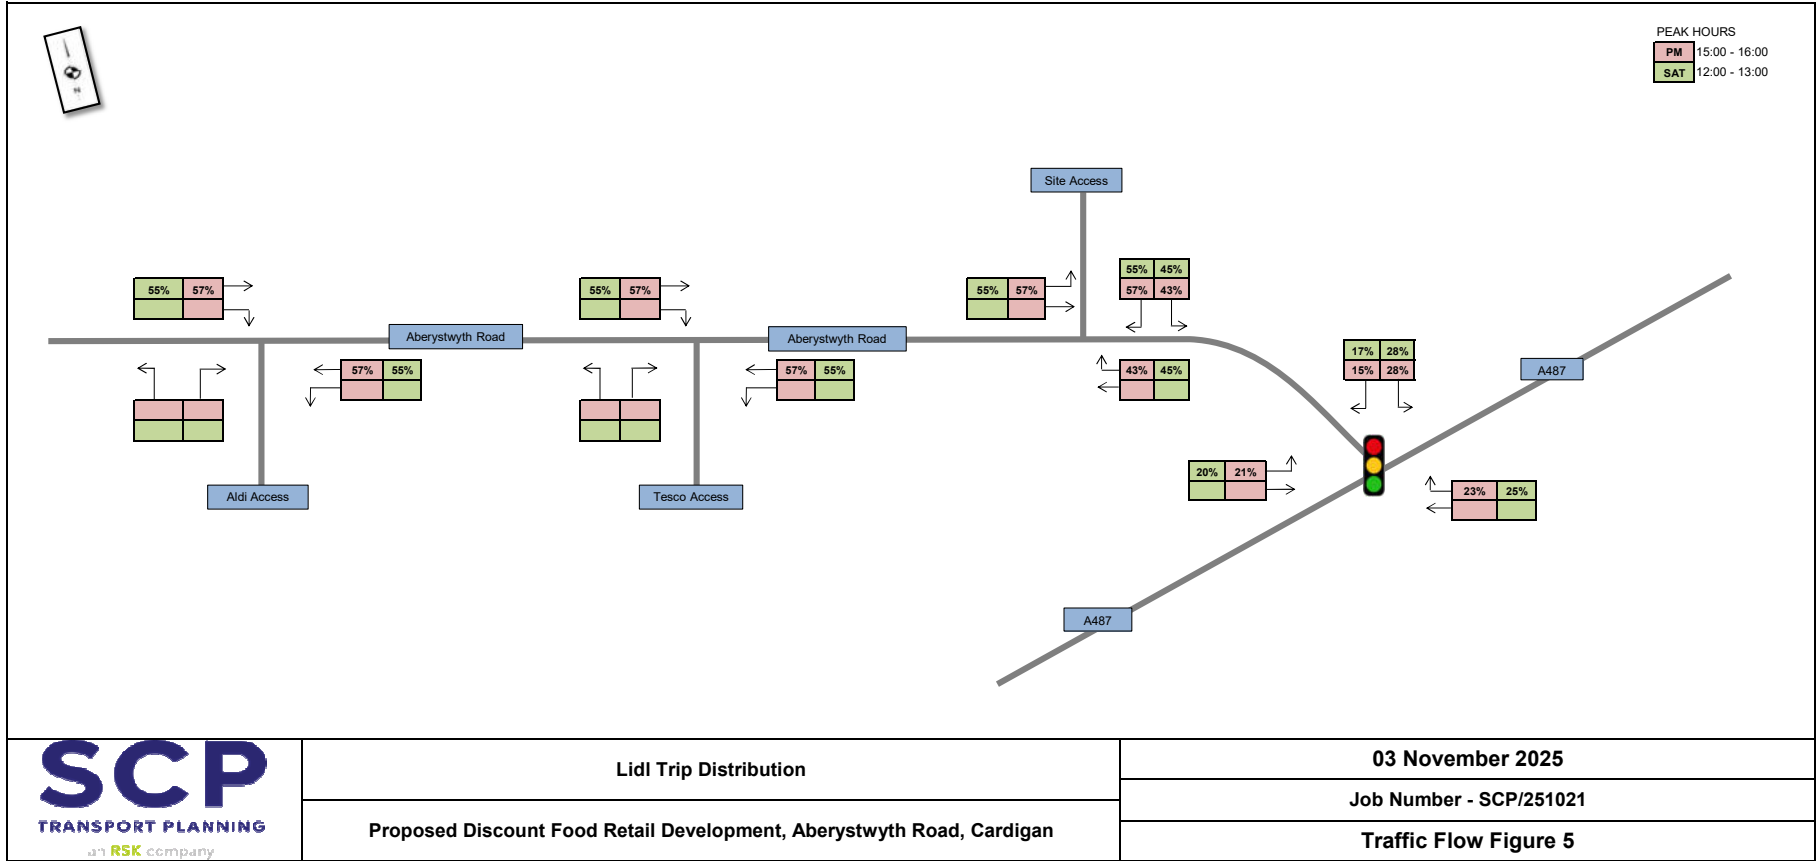 PEAK HOURS
PM 15:00 - 16:00
SAT 12:00 - 13:00
N
Site Access
55% 45%
57% 43%
55% 57%
55% 57%
55% 57%
Aberystwyth Road
Aberystwyth Road
17% 28%
15% 28%
A487
57% 55%
57% 55%
43% 45%
20% 21%
23% 25%
Aldi Access
Tesco Access
A487
SCP
TRANSPORT PLANNING
an RSK company
Lidl Trip Distribution
Proposed Discount Food Retail Development, Aberystwyth Road, Cardigan
03 November 2025
Job Number - SCP/251021
Traffic Flow Figure 5